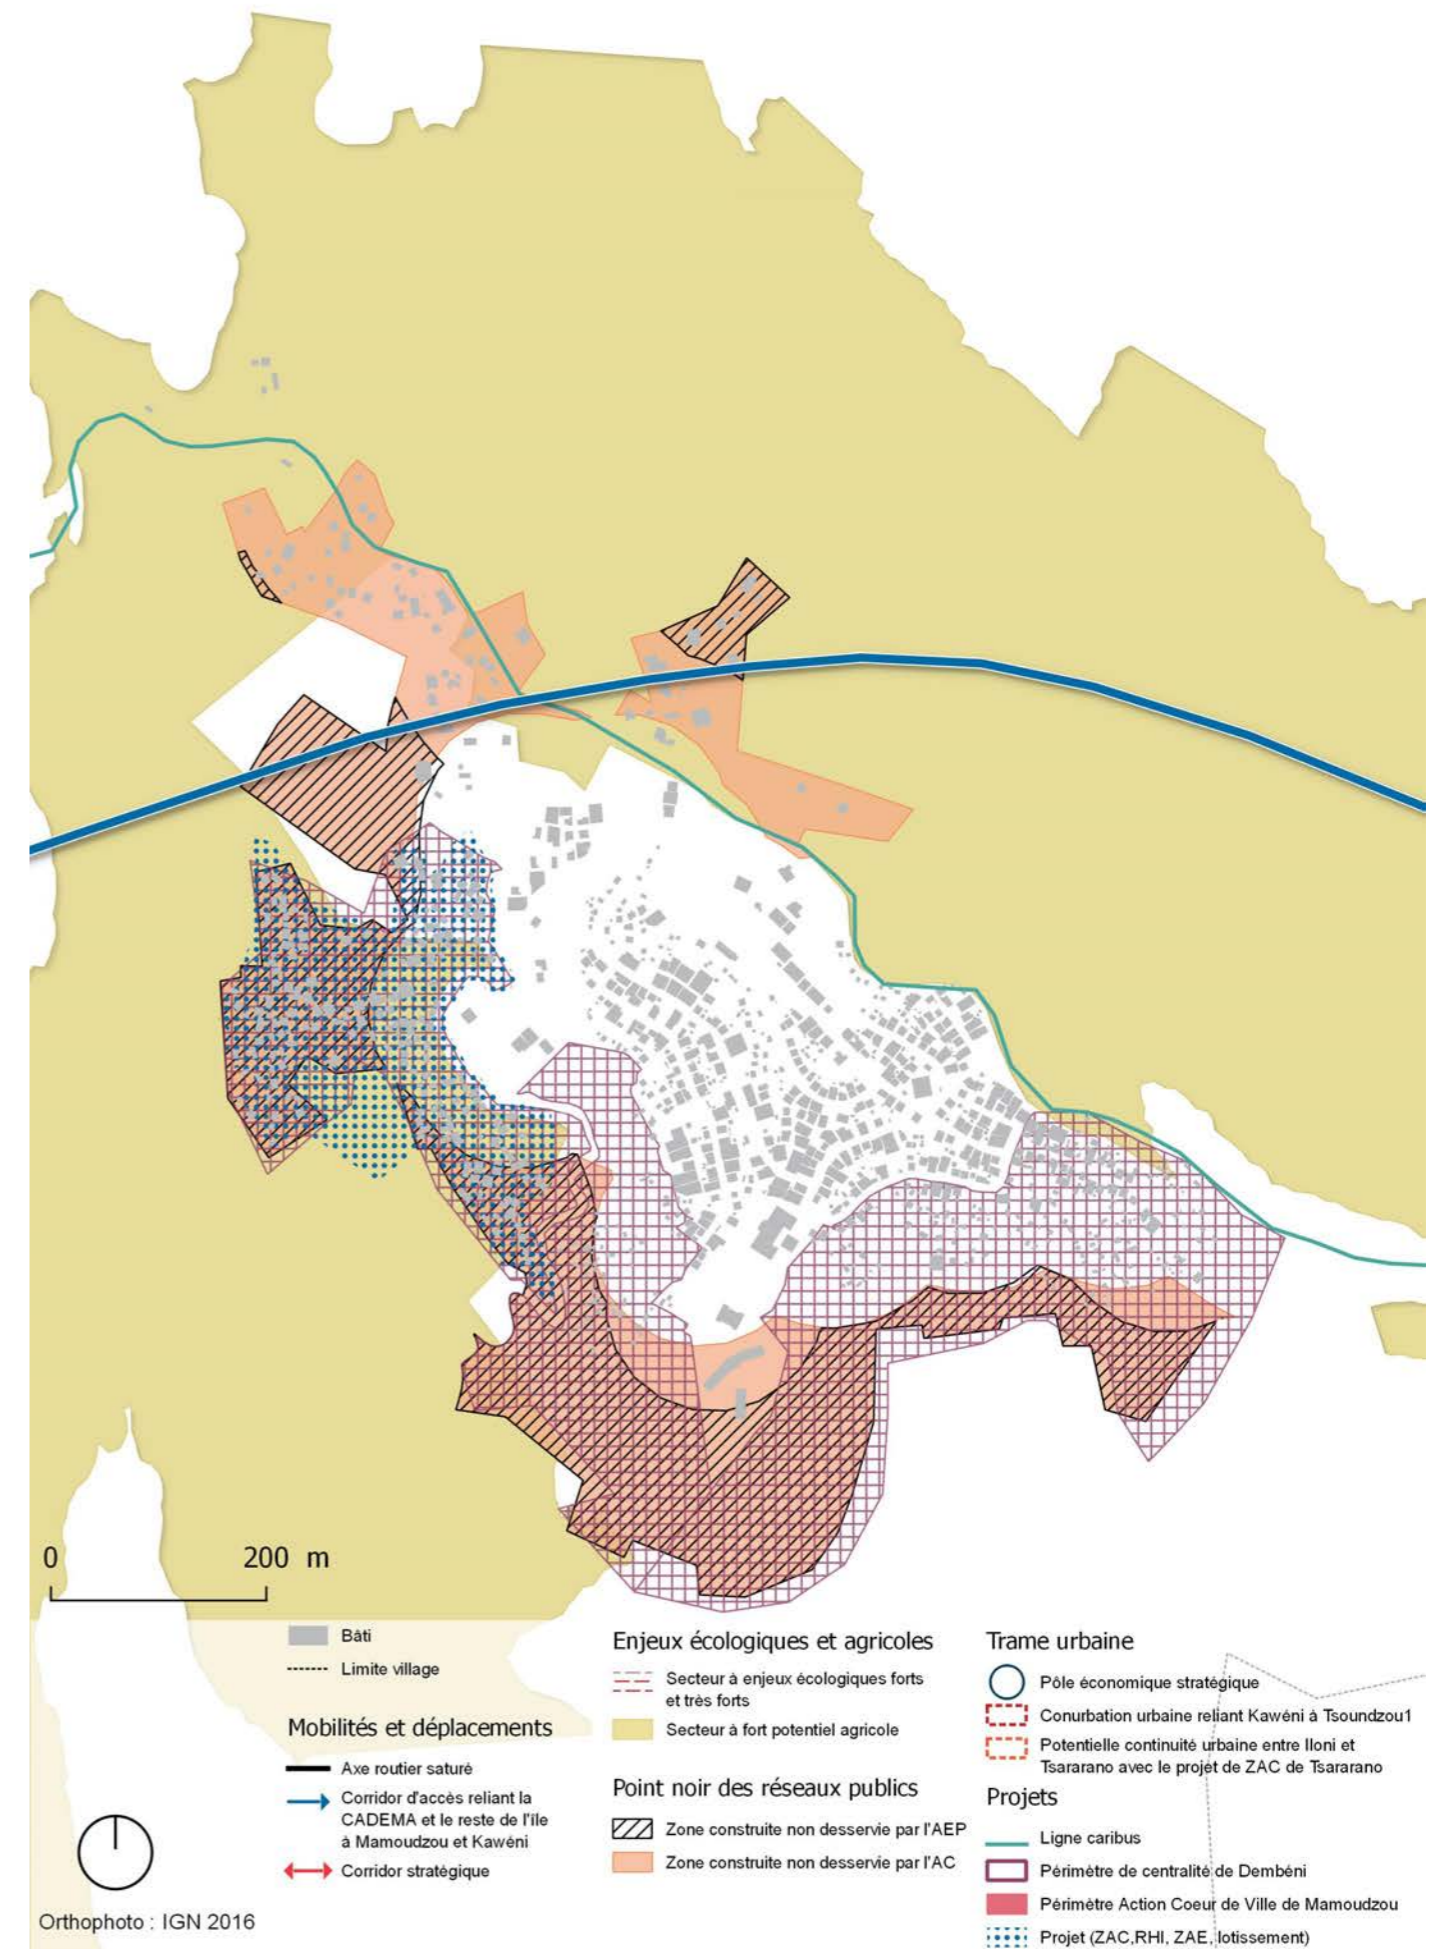 0 200 m
Bâti
Limite village
Mobilités et déplacements
Axe routier saturé
Corridor d'accès reliant la
CADEMA et le reste de l'île
à Mamoudzou et Kawéni
Corridor stratégique
Orthophoto : IGN 2016
Enjeux écologiques et agricoles
Secteur à enjeux écologiques forts
et très forts
Secteur à fort potentiel agricole
Point noir des réseaux publics
Zone construite non desservie par l'AEP
Zone construite non desservie par l'AC
Trame urbaine
Pôle économique stratégique
Conurbation urbaine reliant Kawéni à Tsoundzou1
Potentielle continuité urbaine entre Iloni et
Tsararano avec le projet de ZAC de Tsararano
Projets
Ligne caribus
Périmètre de centralité de Dembéni
Périmètre Action Coeur de Ville de Mamoudzou
Projet (ZAC,RHI, ZAE, lotissement)